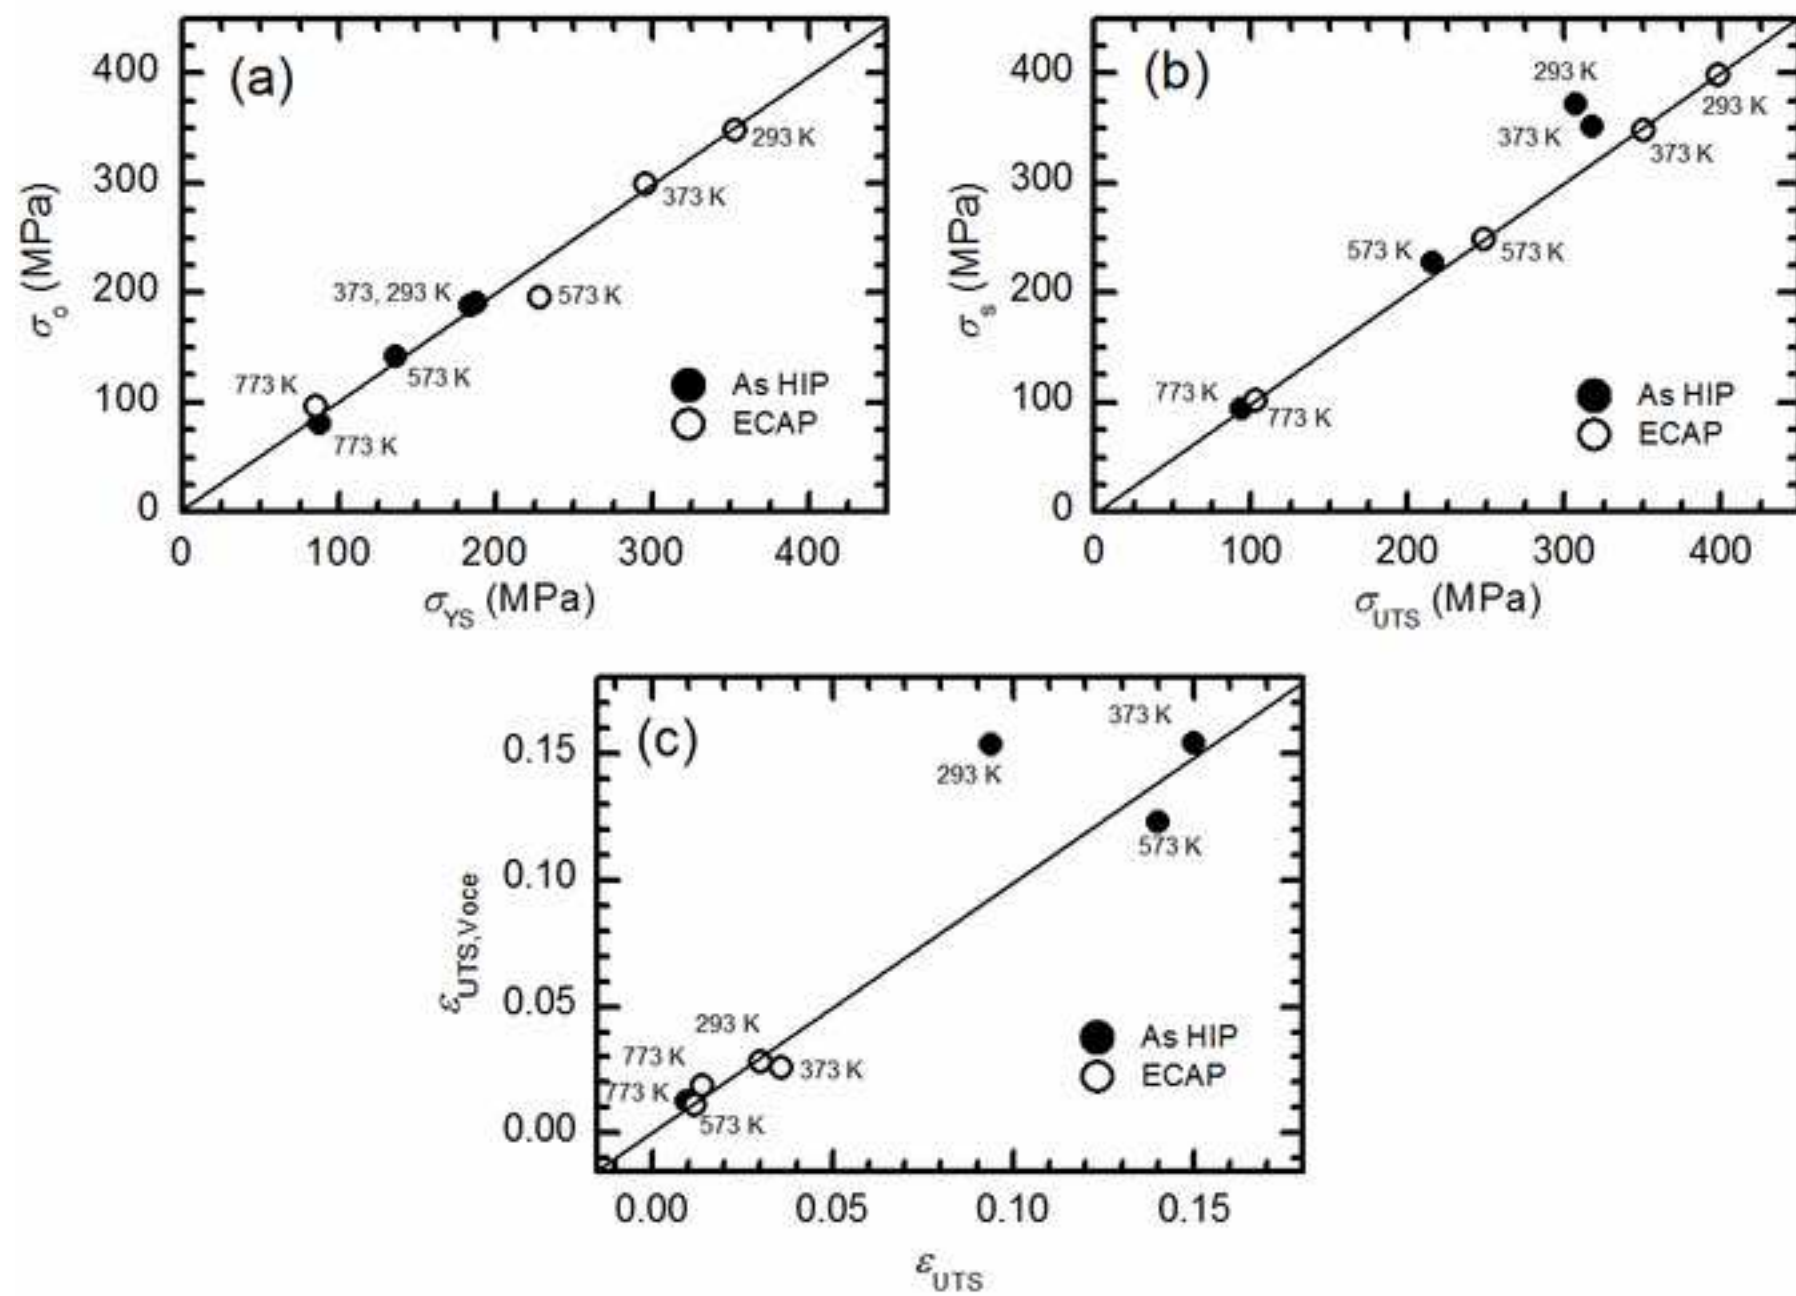 (a)
400
300
200
100
0
σo (MPa)
293 K
373 K
373, 293 K
573 K
573 K
773 K
773 K
As HIP
ECAP
0 100 200 300 400
σYS (MPa)
(b)
400
300
200
100
0
σs (MPa)
293 K
293 K
373 K
373 K
573 K
573 K
773 K
773 K
As HIP
ECAP
0 100 200 300 400
σUTS (MPa)
(c)
0.15
0.10
0.05
0.00
εUTS,Voce
373 K
293 K
573 K
293 K
773 K
373 K
773 K
573 K
As HIP
ECAP
0.00 0.05 0.10 0.15
εUTS